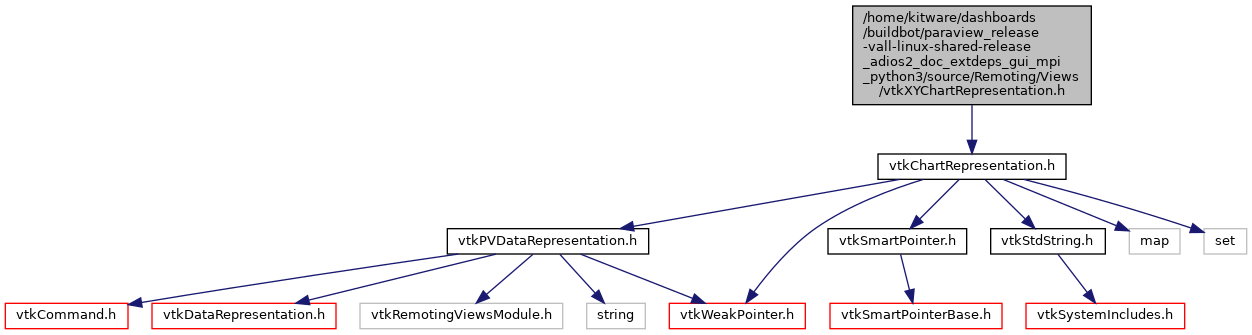 /home/kitware/dashboards
/buildbot/paraview_release
-vall-linux-shared-release
_adios2_doc_extdeps_gui_mpi
_python3/source/Remoting/Views
/vtkXYChartRepresentation.h
vtkChartRepresentation.h
vtkPVDataRepresentation.h
vtkSmartPointer.h
vtkStdString.h
map
set
vtkCommand.h
vtkDataRepresentation.h
vtkRemotingViewsModule.h
string
vtkWeakPointer.h
vtkSmartPointerBase.h
vtkSystemIncludes.h